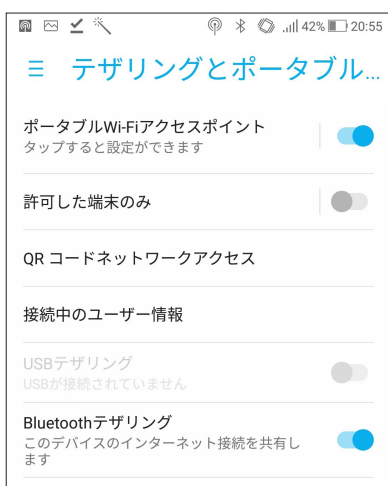 42% 20:55
テザリングとポータブル...
ポータブルWi-Fiアクセスポイント
タップすると設定ができます
許可した端末のみ
QR コードネットワークアクセス
接続中のユーザー情報
USBテザリング
USBが接続されていません
Bluetoothテザリング
このデバイスのインターネット接続を共有し
ます